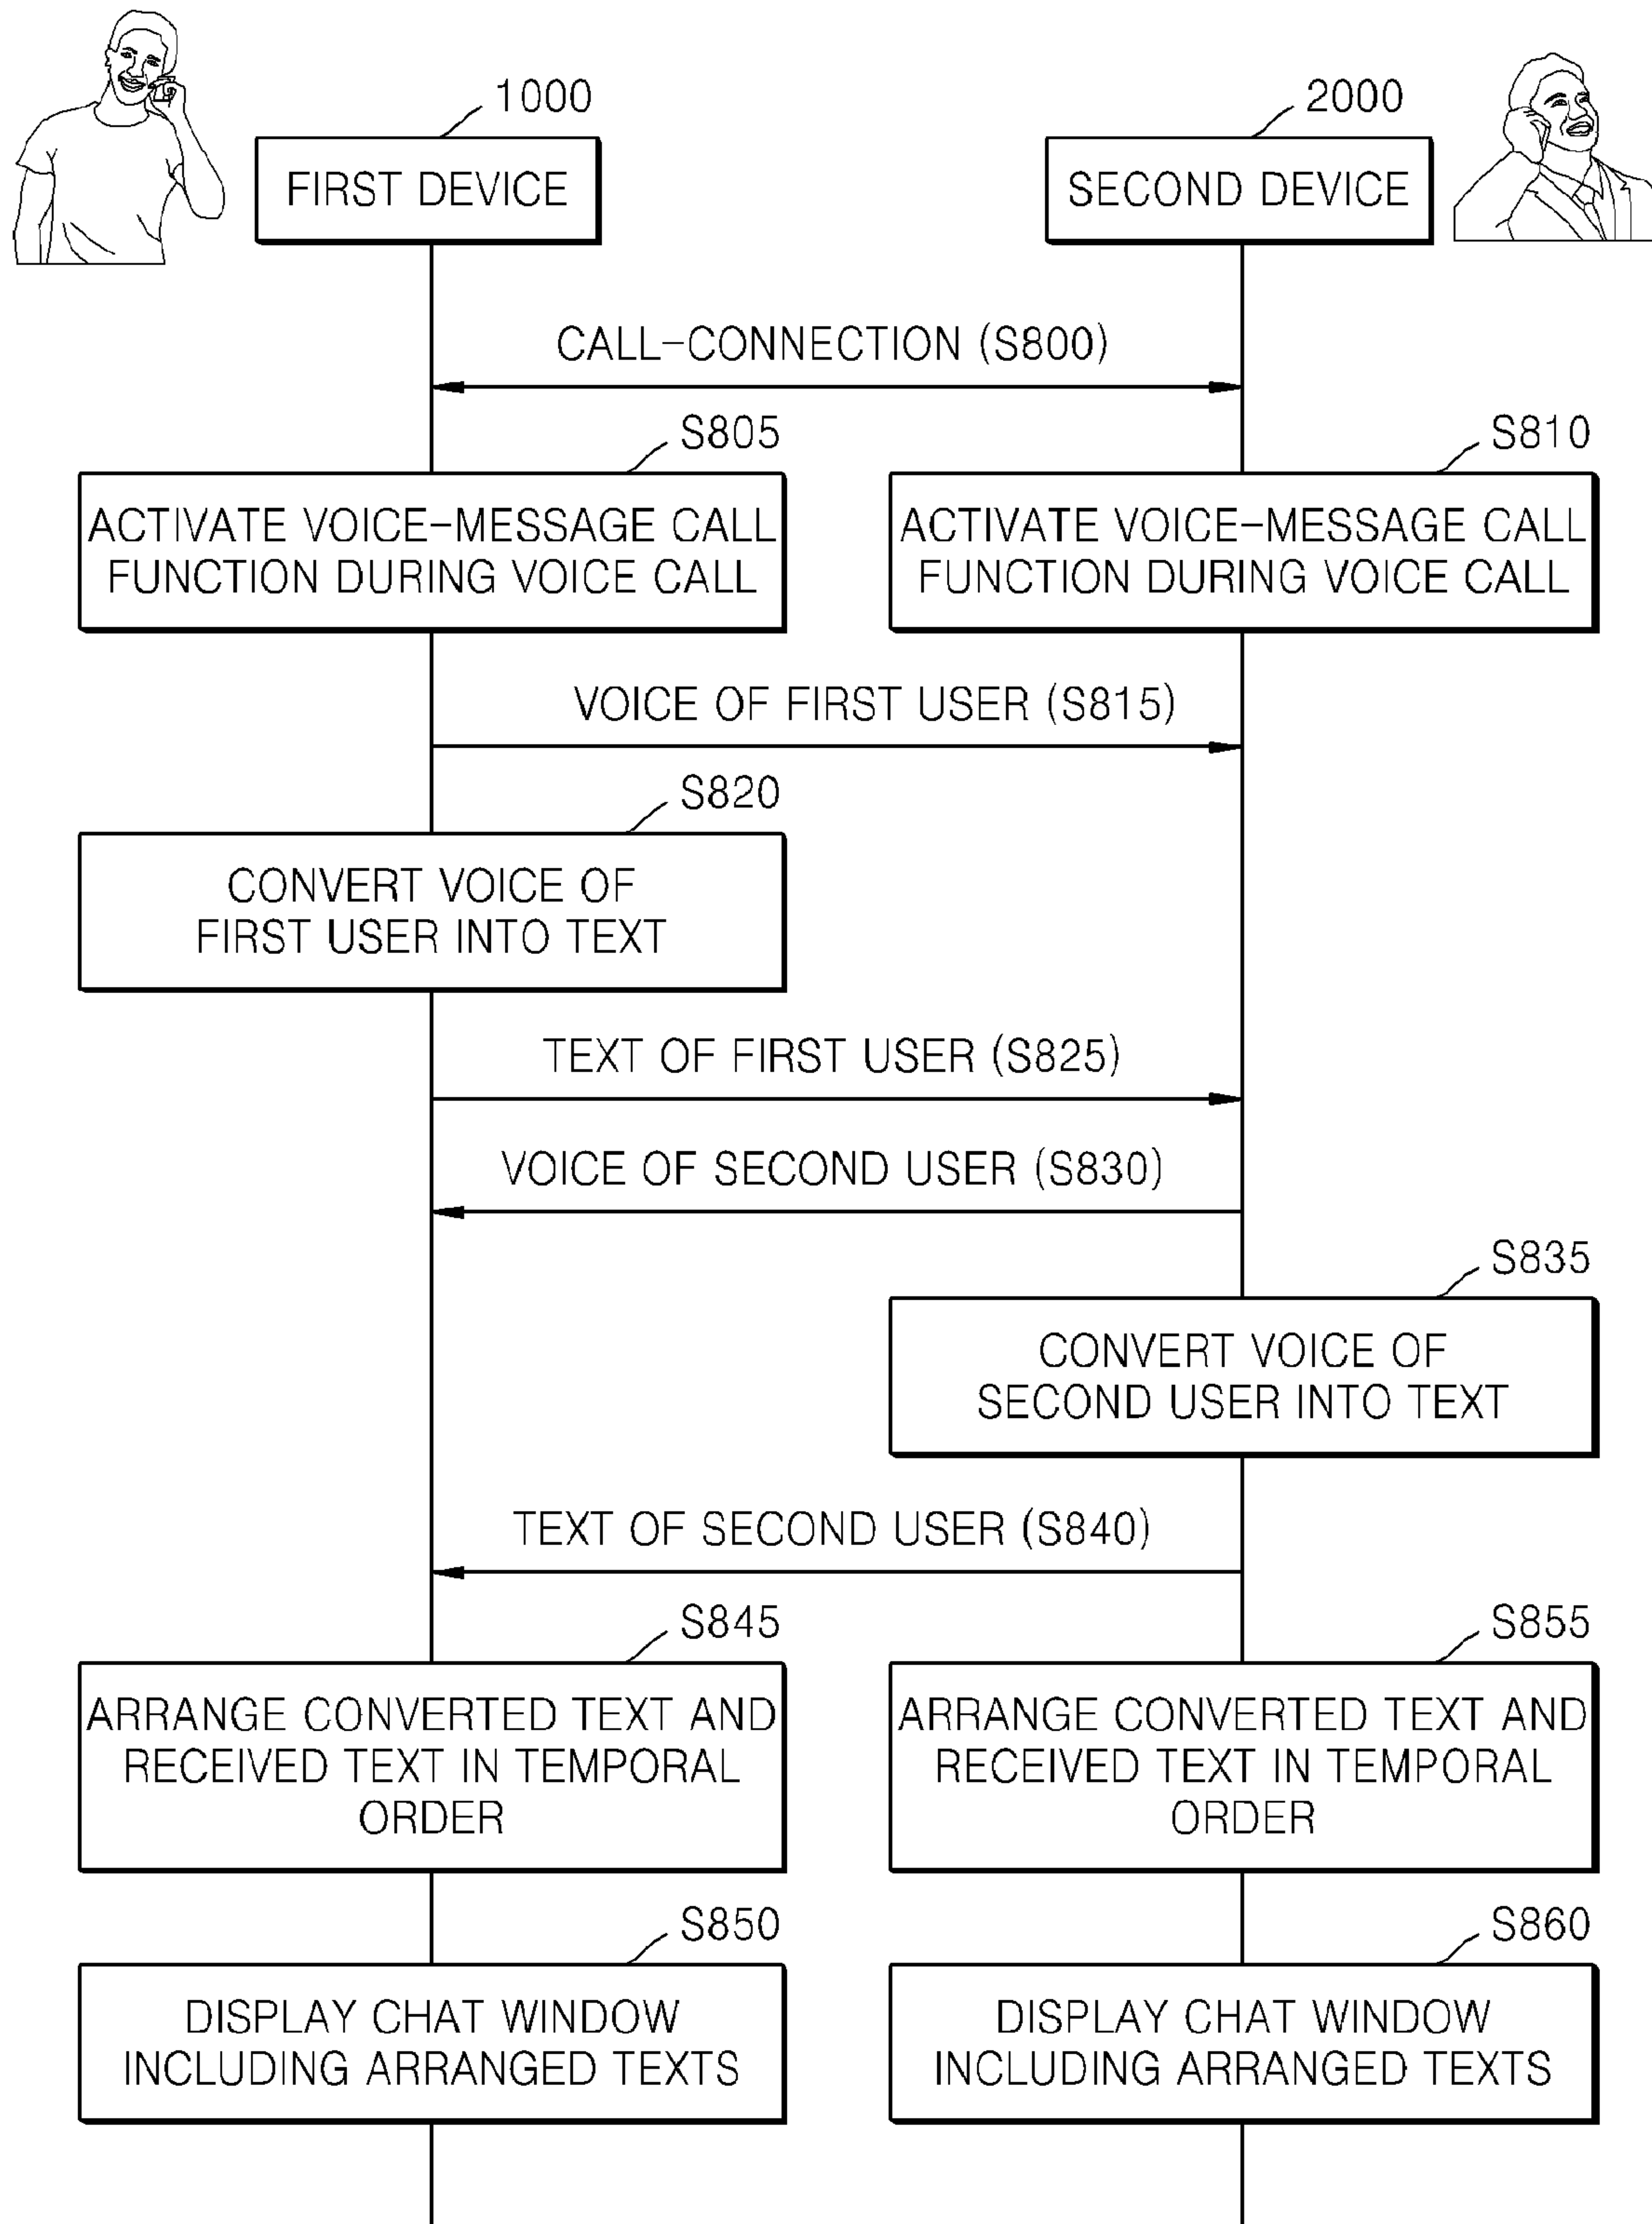 1000
2000
FIRST DEVICE
SECOND DEVICE
CALL-CONNECTION (S800)
S805
S810
ACTIVATE VOICE-MESSAGE CALL
FUNCTION DURING VOICE CALL
ACTIVATE VOICE-MESSAGE CALL
FUNCTION DURING VOICE CALL
VOICE OF FIRST USER (S815)
S820
CONVERT VOICE OF
FIRST USER INTO TEXT
TEXT OF FIRST USER (S825)
VOICE OF SECOND USER (S830)
S835
CONVERT VOICE OF
SECOND USER INTO TEXT
TEXT OF SECOND USER (S840)
S845
S855
ARRANGE CONVERTED TEXT AND
RECEIVED TEXT IN TEMPORAL
ORDER
ARRANGE CONVERTED TEXT AND
RECEIVED TEXT IN TEMPORAL
ORDER
S850
S860
DISPLAY CHAT WINDOW
INCLUDING ARRANGED TEXTS
DISPLAY CHAT WINDOW
INCLUDING ARRANGED TEXTS